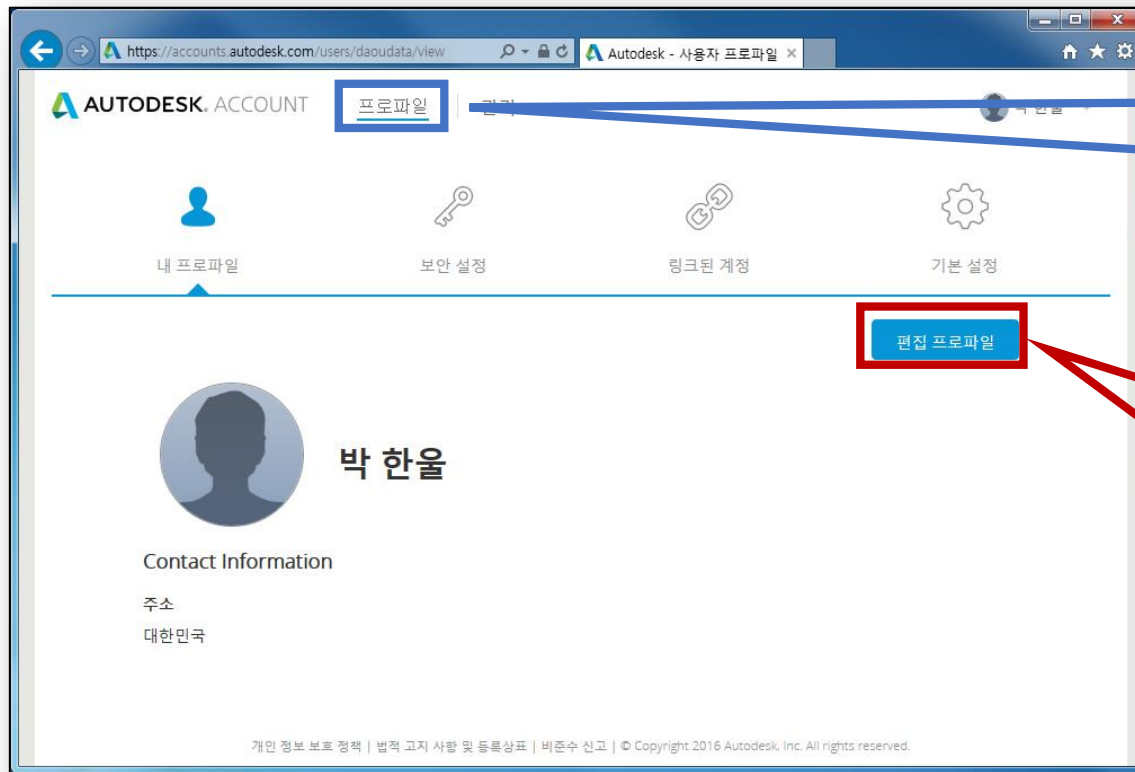 https://accounts.autodesk.com/users/daoudata/view
Autodesk - 사용자 프로파일
AUTODESK. ACCOUNT 프로파일
내 프로파일 보안 설정 링크된 계정 기본 설정
편집 프로파일
박 한울
Contact Information
주소
대한민국
개인 정보 보호 정책 | 법적 고지 사항 및 등록상표 | 비준수 신고 | © Copyright 2016 Autodesk, Inc. All rights reserved.